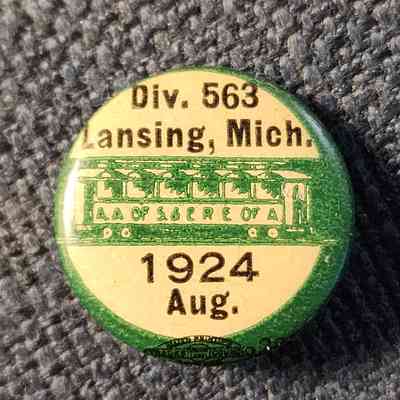 Div. 563
Lansing, Mich.
A.A OF S.& E R E OF A
1924
Aug.